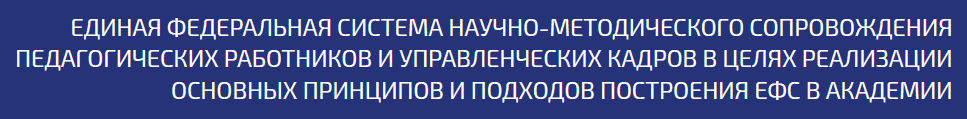 ЕДИНАЯ ФЕДЕРАЛЬНАЯ СИСТЕМА НАУЧНО-МЕТОДИЧЕСКОГО СОПРОВОЖДЕНИЯ
ПЕДАГОГИЧЕСКИХ РАБОТНИКОВ И УПРАВЛЕНЧЕСКИХ КАДРОВ В ЦЕЛЯХ РЕАЛИЗАЦИИ
ОСНОВНЫХ ПРИНЦИПОВ И ПОДХОДОВ ПОСТРОЕНИЯ ЕФС В АКАДЕМИИ